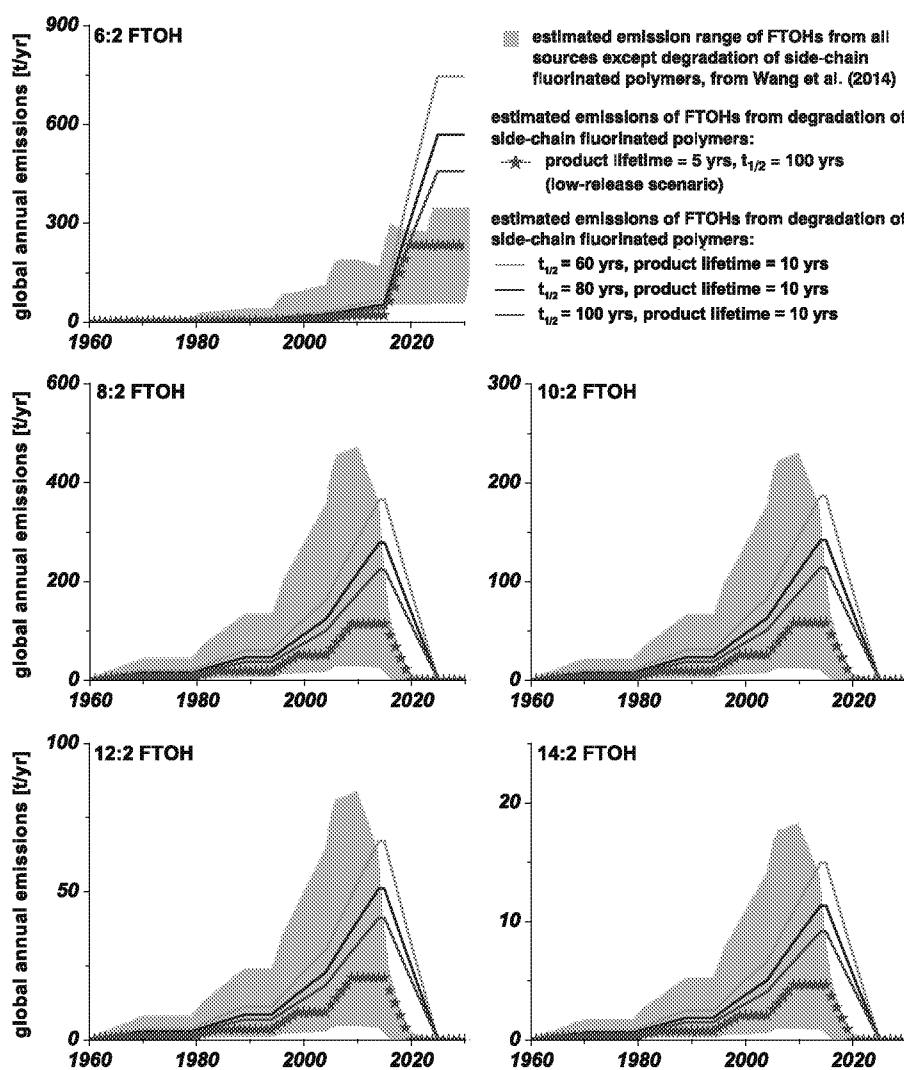 900
6:2 FTOH
600
300
0
1960
1980
2000
2020
global annual emissions [t/yr]
estimated emission range of FTOHs from all
sources except degradation of side-chain
fluorinated polymers, from Wang et al. (2014)
estimated emissions of FTOHs from degradation of
side-chain fluorinated polymers:
product lifetime = 5 yrs, t1/2 = 100 yrs
(low-release scenario)
estimated emissions of FTOHs from degradation of
side-chain fluorinated polymers:
t1/2 = 60 yrs, product lifetime = 10 yrs
t1/2 = 80 yrs, product lifetime = 10 yrs
t1/2 = 100 yrs, product lifetime = 10 yrs
600
8:2 FTOH
400
200
0
1960
1980
2000
2020
global annual emissions [t/yr]
300
10:2 FTOH
200
100
0
1960
1980
2000
2020
100
12:2 FTOH
50
0
1960
1980
2000
2020
global annual emissions [t/yr]
14:2 FTOH
20
10
0
1960
1980
2000
2020